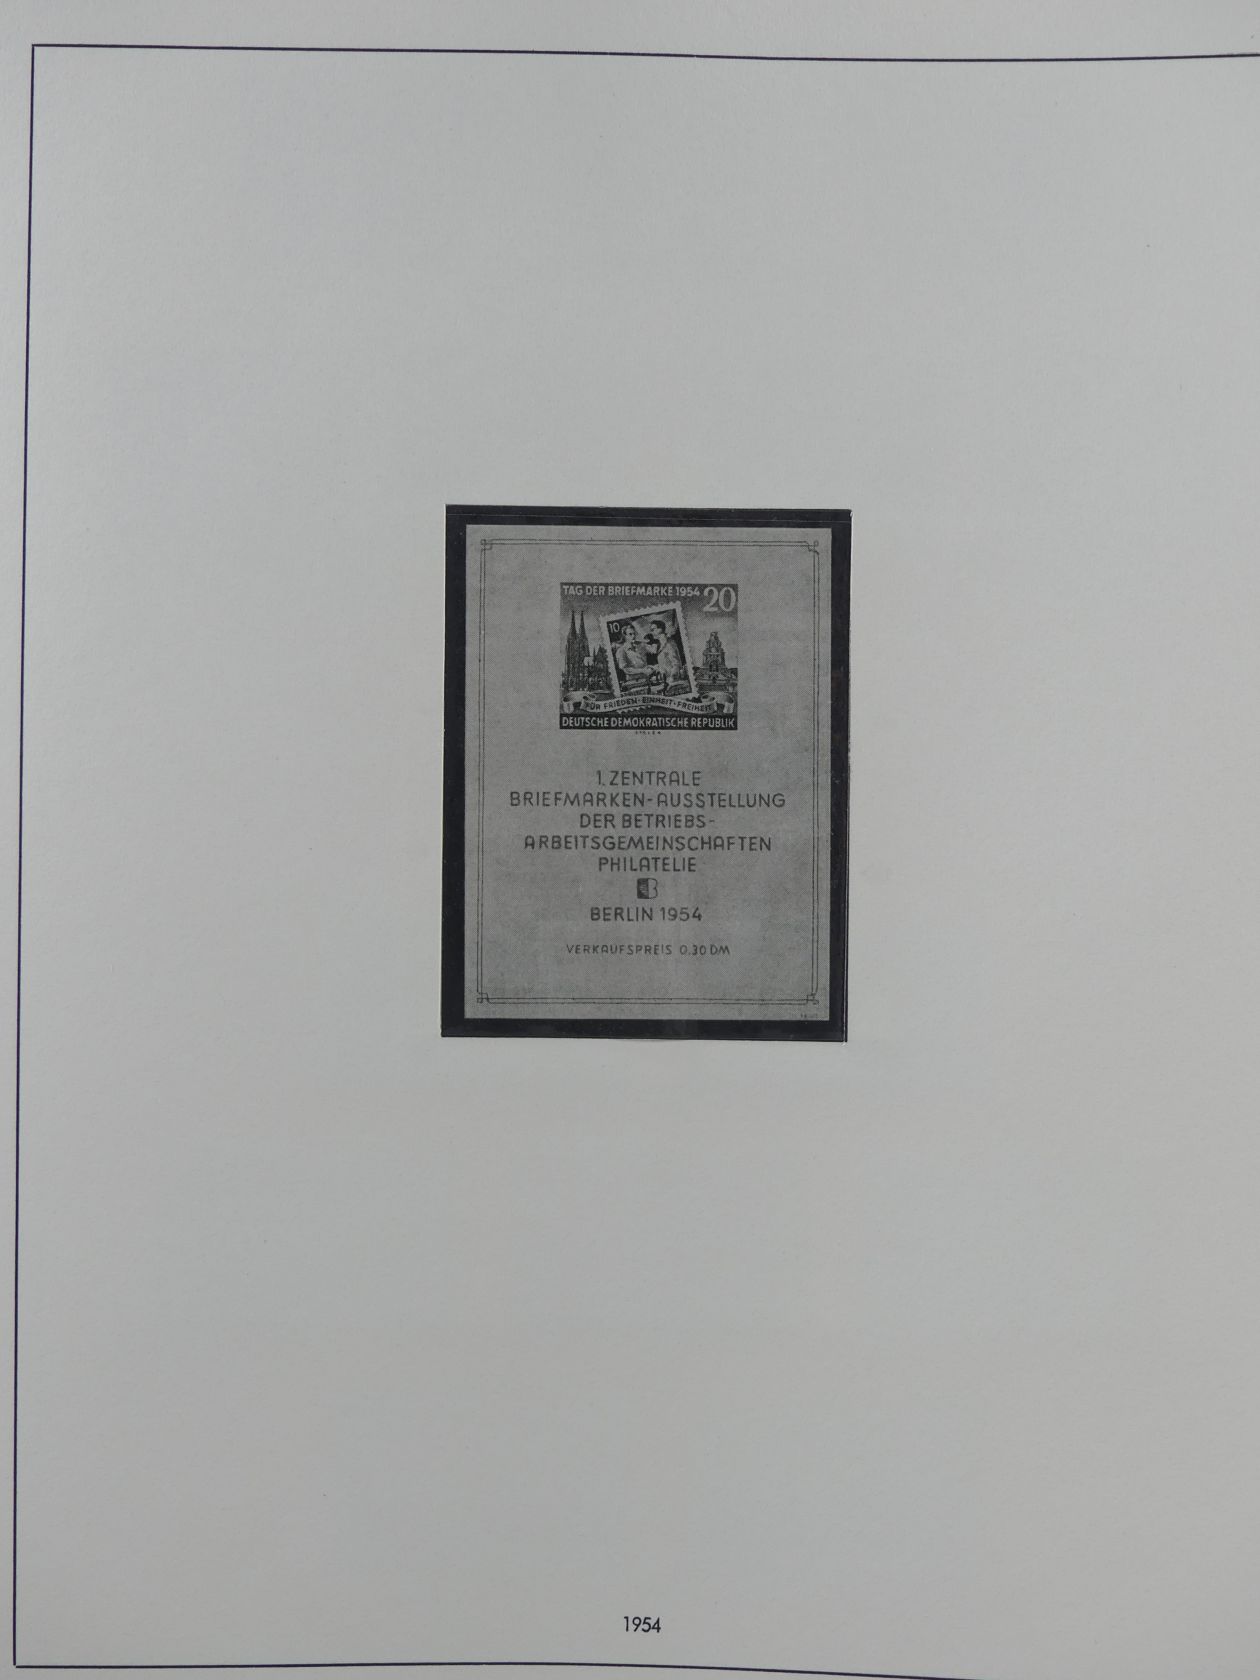 TAG DER BRIEFMARKE 1954 20
10
FÜR FRIEDEN · EINHEIT · FREIHEIT
DEUTSCHE DEMOKRATISCHE REPUBLIK
1. ZENTRALE
BRIEFMARKEN-AUSSTELLUNG
DER BETRIEBS-
ARBEITSGEMEINSCHAFTEN
PHILATELIE
BERLIN 1954
VERKAUFSPREIS 0.30 DM
1954